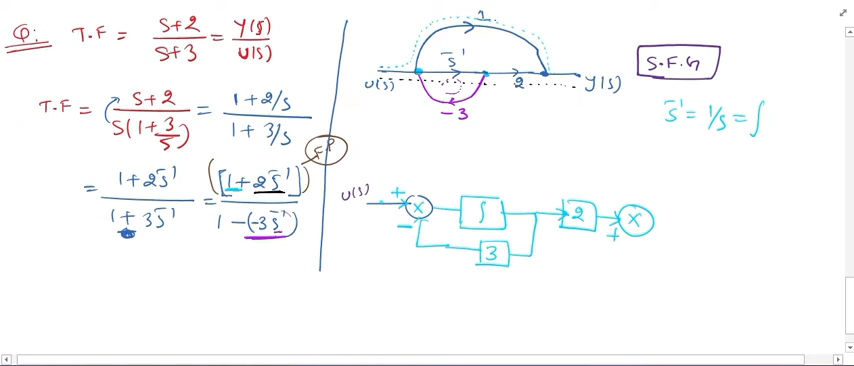 Q: T.F = S+2 / S+3 = Y(s) / U(s)
T.F = S+2 / S(1+3/S) = 1+2/s / 1+3/s
= 1+2s⁻¹ / 1+3s⁻¹ = ([1+2s⁻¹]) / 1-(-3s⁻¹)
FP
1
s⁻¹
U(s)
2
Y(s)
-3
S.F.G
s⁻¹ = 1/s = ∫
U(s)
+
X
∫
2
X
+
-
3